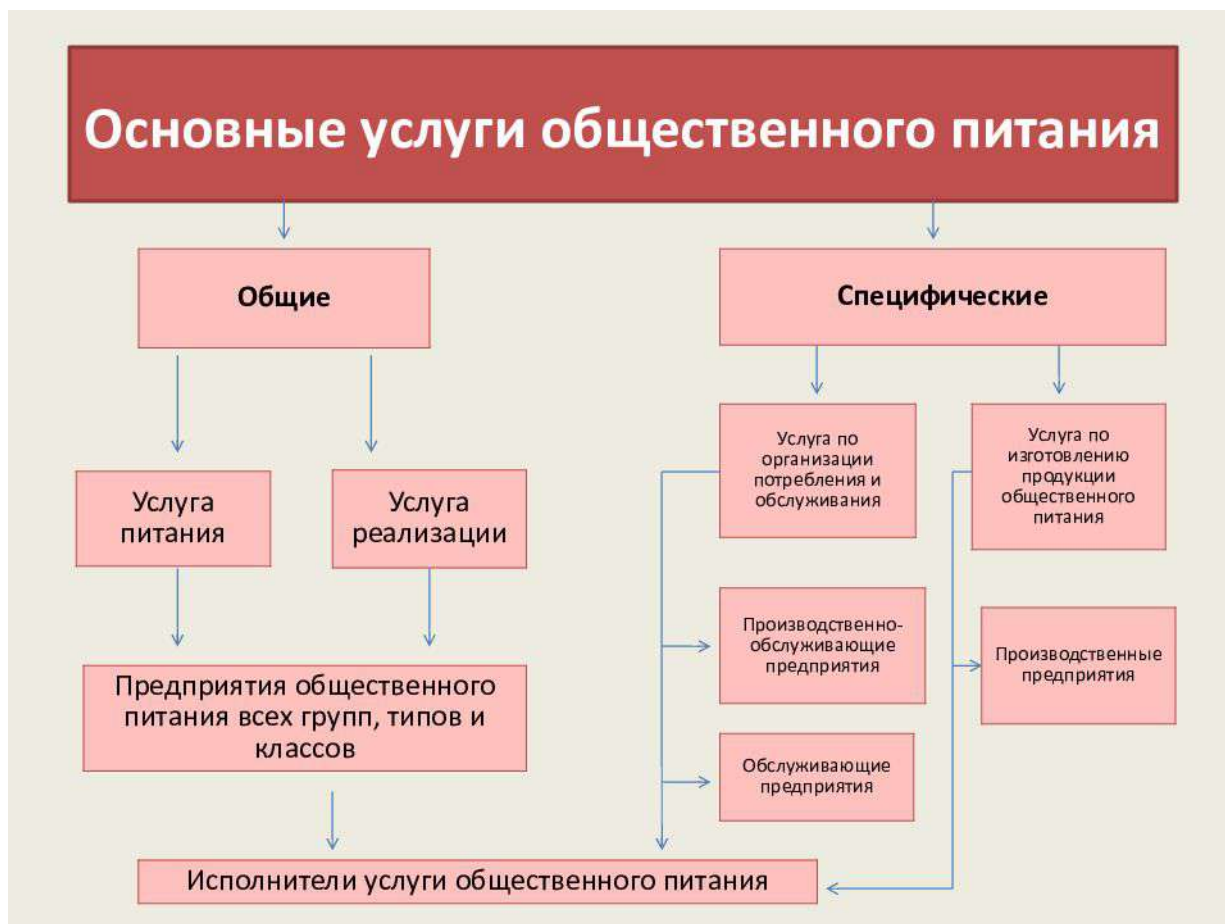 Основные услуги общественного питания
Общие
Специфические
Услуга
питания
Услуга
реализации
Услуга по
организации
потребления и
обслуживания
Услуга по
изготовлению
продукции
общественного
питания
Производственно-
обслуживающие
предприятия
Производственные
предприятия
Предприятия общественного
питания всех групп, типов и
классов
Обслуживающие
предприятия
Исполнители услуги общественного питания